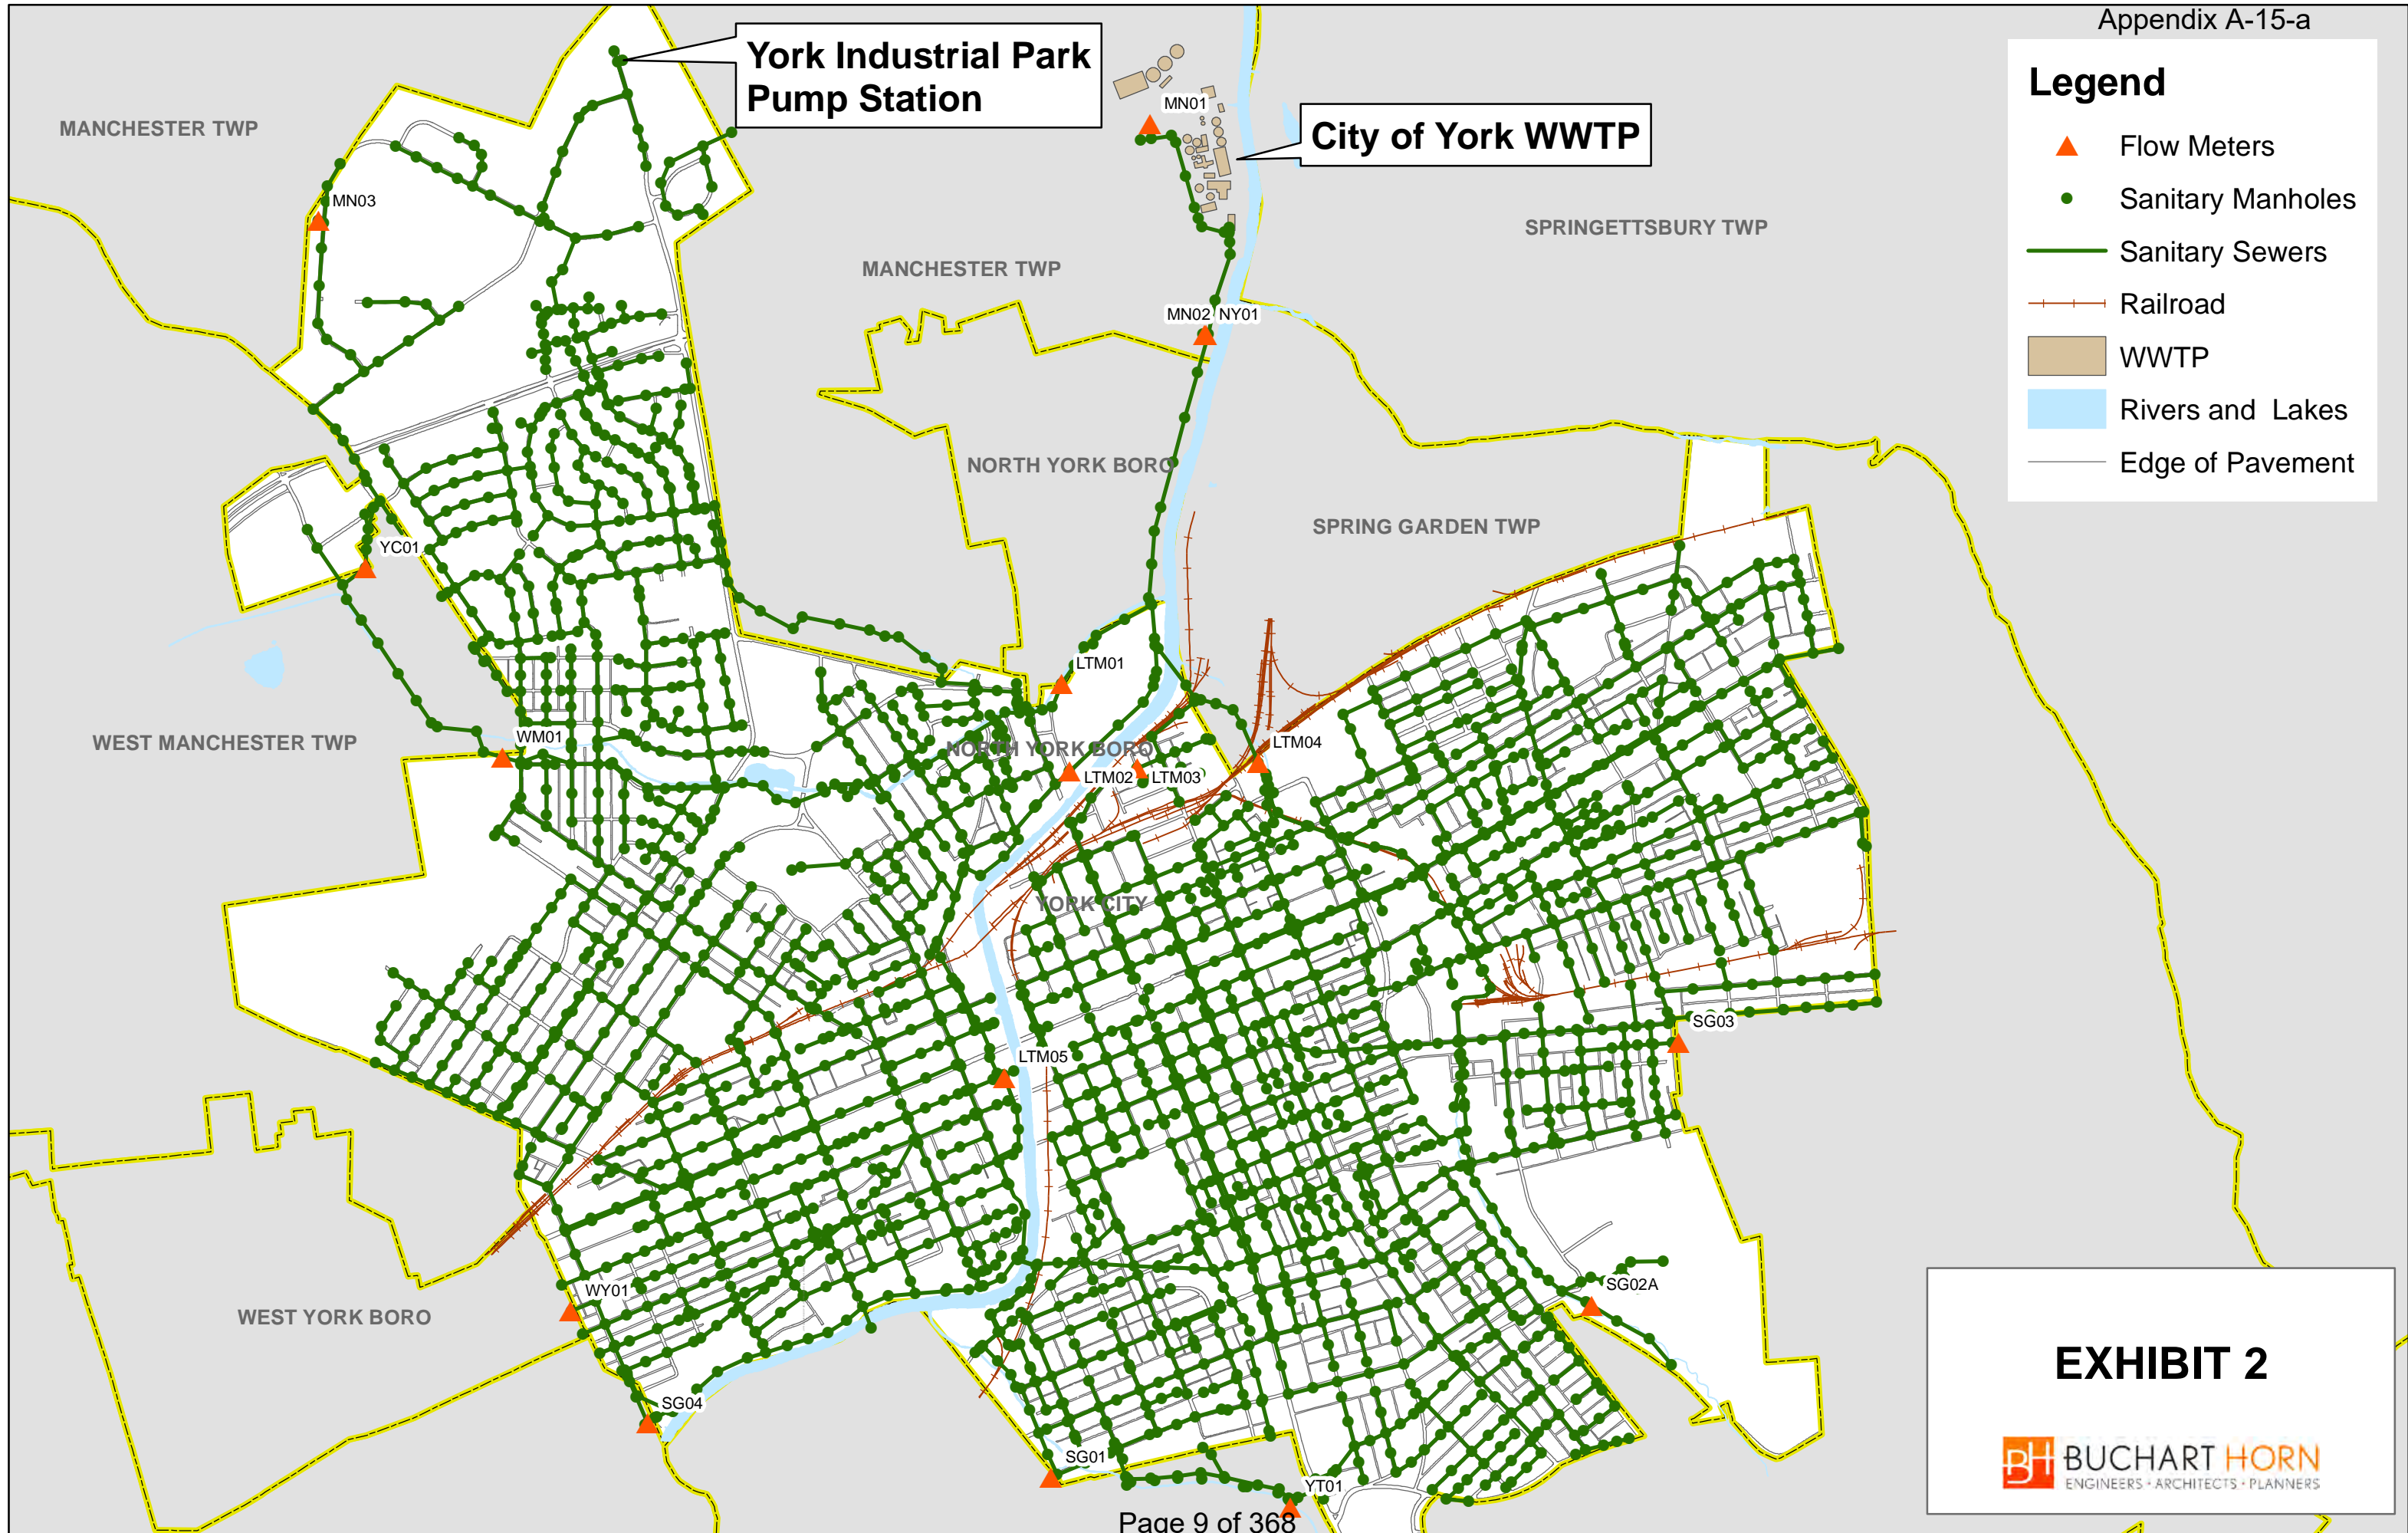 Appendix A-15-a
York Industrial Park
Pump Station
City of York WWTP
Legend
Flow Meters
Sanitary Manholes
Sanitary Sewers
Railroad
WWTP
Rivers and Lakes
Edge of Pavement
MANCHESTER TWP
MN01
MN03
SPRINGETTSBURY TWP
MANCHESTER TWP
MN02
NY01
NORTH YORK BORO
SPRING GARDEN TWP
YC01
LTM01
WEST MANCHESTER TWP
WM01
NORTH YORK BORO
LTM04
LTM02
LTM03
YORK CITY
SG03
LTM05
SG02A
WY01
WEST YORK BORO
SG04
SG01
YT01
EXHIBIT 2
BH BUCHART HORN
ENGINEERS • ARCHITECTS • PLANNERS
Page 9 of 368